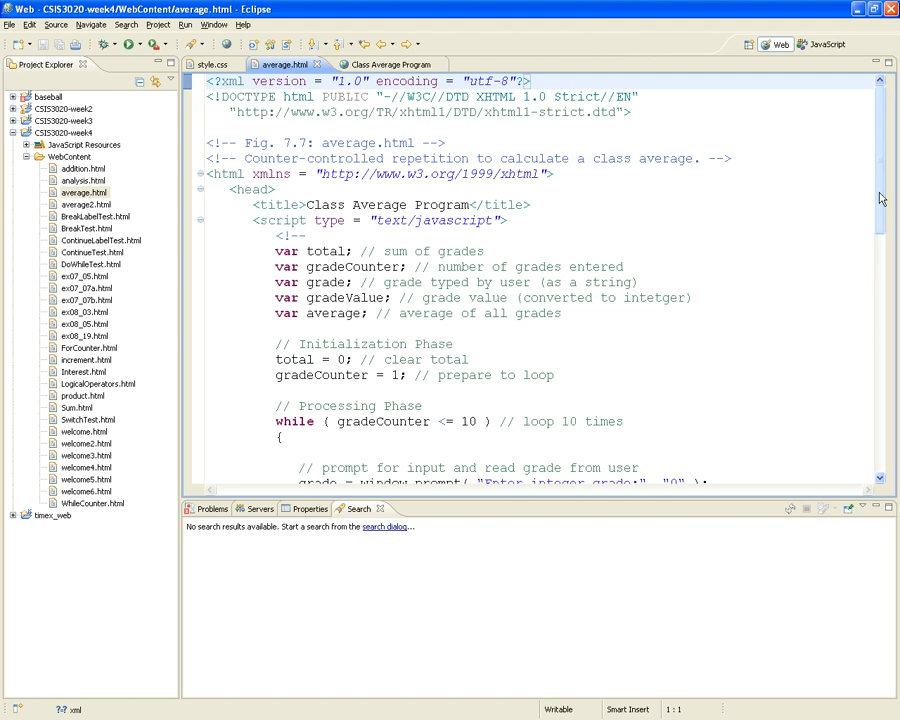 Web - CSIS3020-week4/WebContent/average.html - Eclipse
File Edit Source Navigate Search Project Run Window Help
Web JavaScript
Project Explorer
baseball
CSIS3020-week2
CSIS3020-week3
CSIS3020-week4
JavaScript Resources
WebContent
addition.html
analysis.html
average.html
average2.html
BreakLabelTest.html
BreakTest.html
ContinueLabelTest.html
ContinueTest.html
DoWhileTest.html
ex07_05.html
ex07_07a.html
ex07_07b.html
ex08_03.html
ex08_05.html
ex08_19.html
ForCounter.html
increment.html
Interest.html
LogicalOperators.html
product.html
Sum.html
SwitchTest.html
welcome.html
welcome2.html
welcome3.html
welcome4.html
welcome5.html
welcome6.html
WhileCounter.html
timex_web
style.css average.html Class Average Program
<?xml version = "1.0" encoding = "utf-8"?>
<!DOCTYPE html PUBLIC "-//W3C//DTD XHTML 1.0 Strict//EN"
"http://www.w3.org/TR/xhtml1/DTD/xhtml1-strict.dtd">
<!-- Fig. 7.7: average.html -->
<!-- Counter-controlled repetition to calculate a class average. -->
<html xmlns = "http://www.w3.org/1999/xhtml">
<head>
<title>Class Average Program</title>
<script type = "text/javascript">
<!--
var total; // sum of grades
var gradeCounter; // number of grades entered
var grade; // grade typed by user (as a string)
var gradeValue; // grade value (converted to intetger)
var average; // average of all grades
// Initialization Phase
total = 0; // clear total
gradeCounter = 1; // prepare to loop
// Processing Phase
while ( gradeCounter <= 10 ) // loop 10 times
{
// prompt for input and read grade from user
grade = window.prompt( "Enter integer grade:", "0" );
Problems Servers Properties Search
No search results available. Start a search from the search dialog...
xml Writable Smart Insert 1 : 1